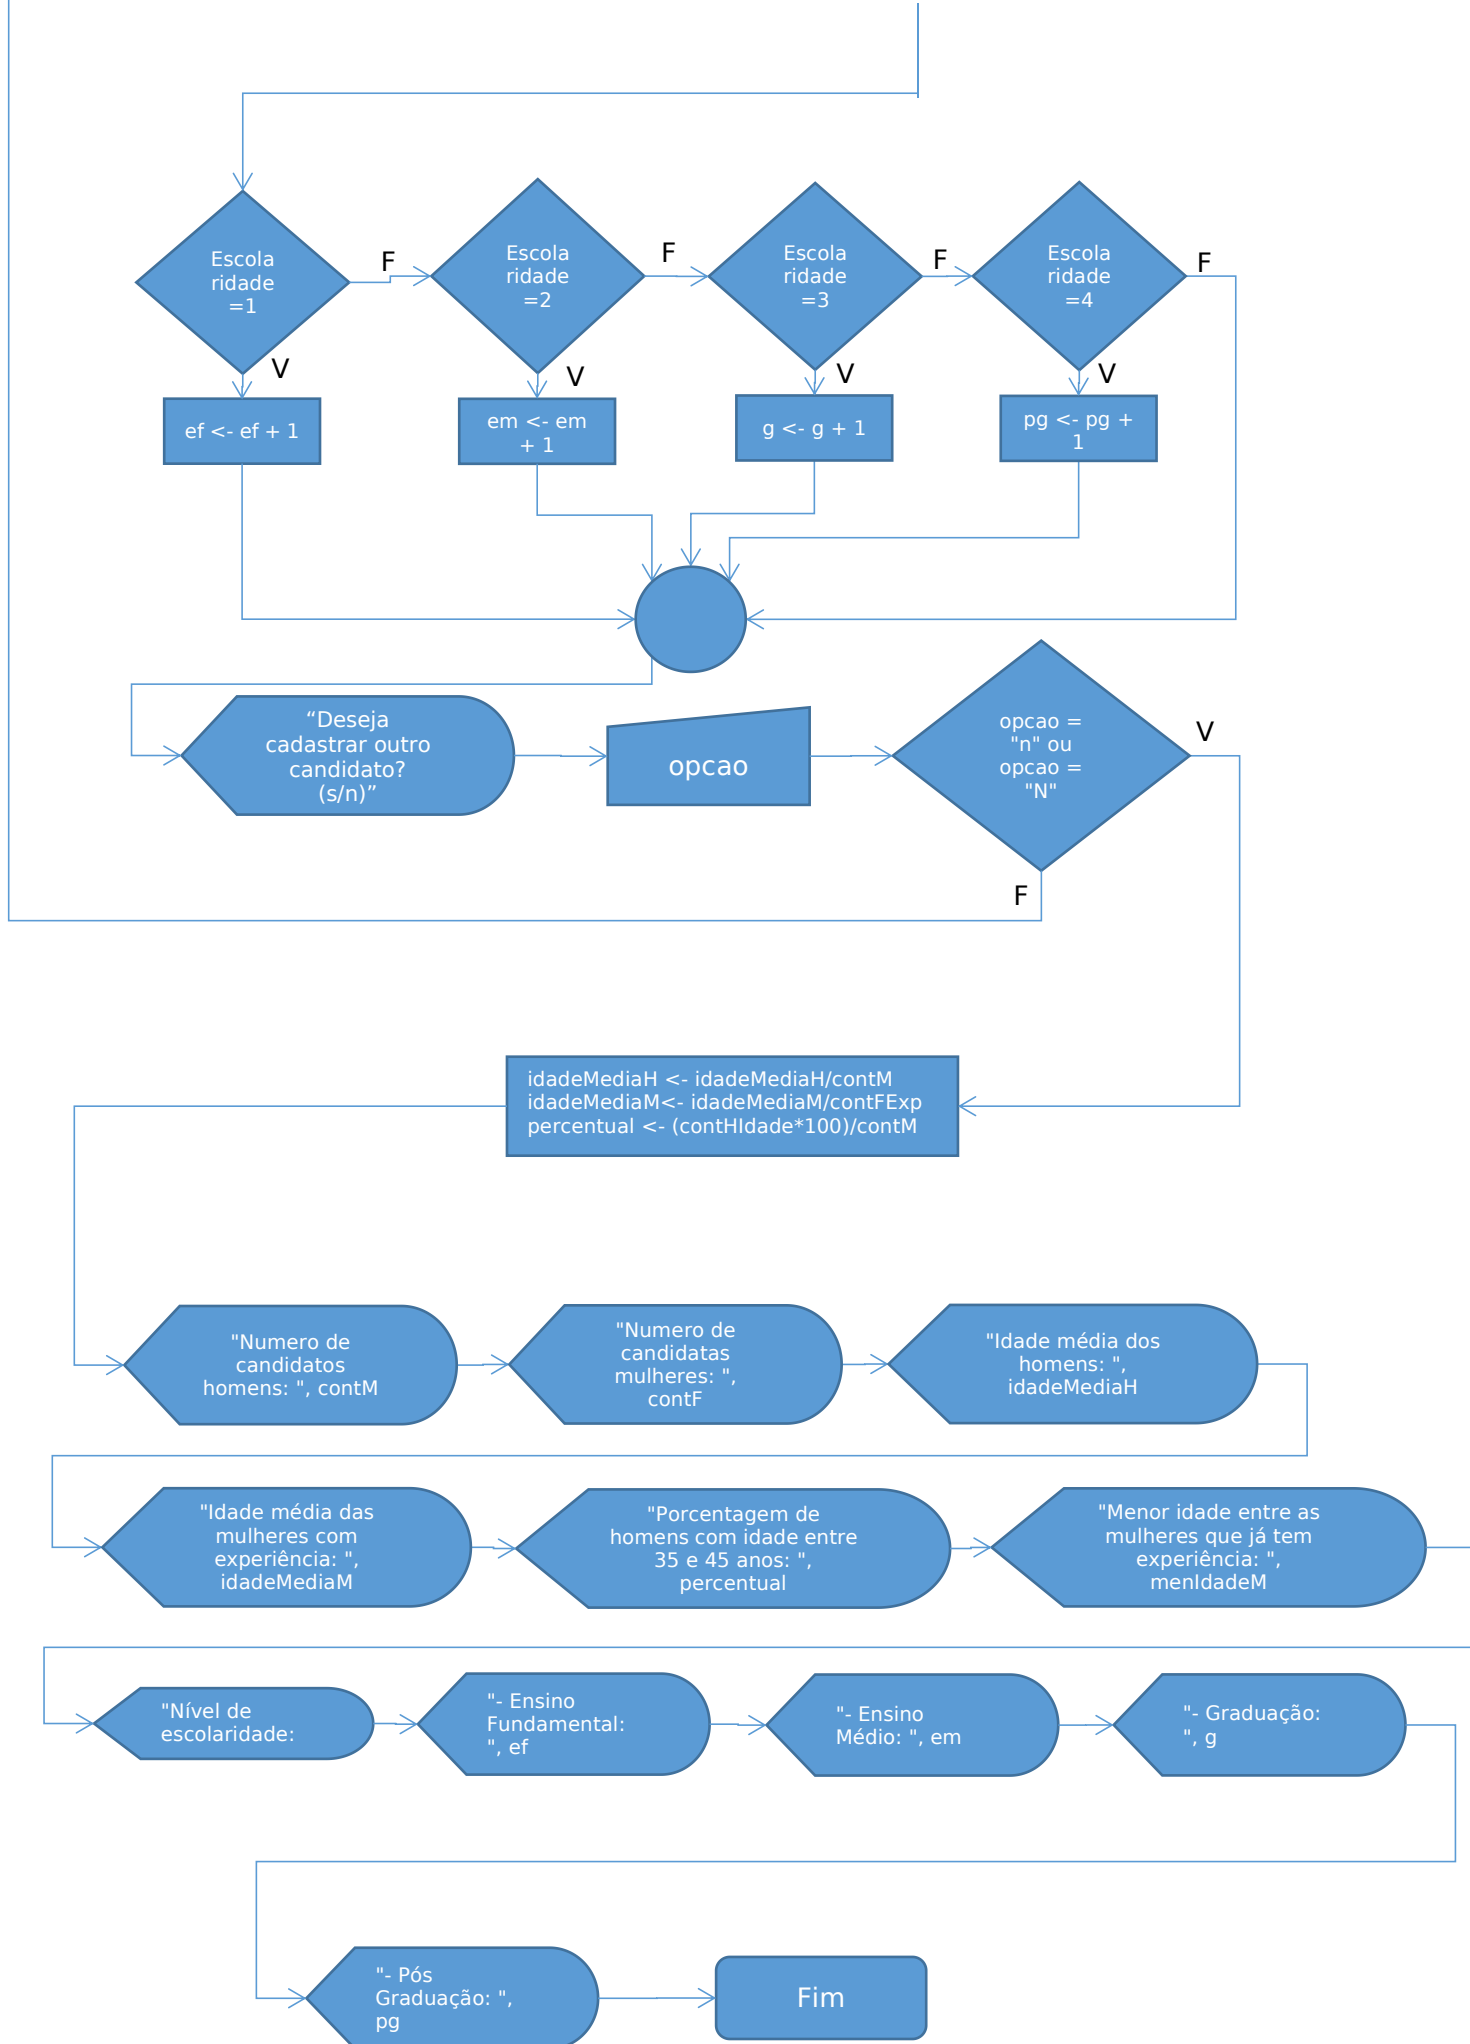 Escola
ridade
=1
F
Escola
ridade
=2
F
Escola
ridade
=3
F
Escola
ridade
=4
F
V
V
V
V
ef <- ef + 1
em <- em
+ 1
g <- g + 1
pg <- pg +
1
“Deseja
cadastrar outro
candidato?
(s/n)”
opcao
opcao =
"n" ou
opcao =
"N"
V
F
idadeMediaH <- idadeMediaH/contM
idadeMediaM<- idadeMediaM/contFExp
percentual <- (contHIdade*100)/contM
"Numero de
candidatos
homens: ", contM
"Numero de
candidatas
mulheres: ",
contF
"Idade média dos
homens: ",
idadeMediaH
"Idade média das
mulheres com
experiência: ",
idadeMediaM
"Porcentagem de
homens com idade entre
35 e 45 anos: ",
percentual
"Menor idade entre as
mulheres que já tem
experiência: ",
menIdadeM
"Nível de
escolaridade:
"- Ensino
Fundamental:
", ef
"- Ensino
Médio: ", em
"- Graduação:
", g
"- Pós
Graduação: ",
pg
Fim